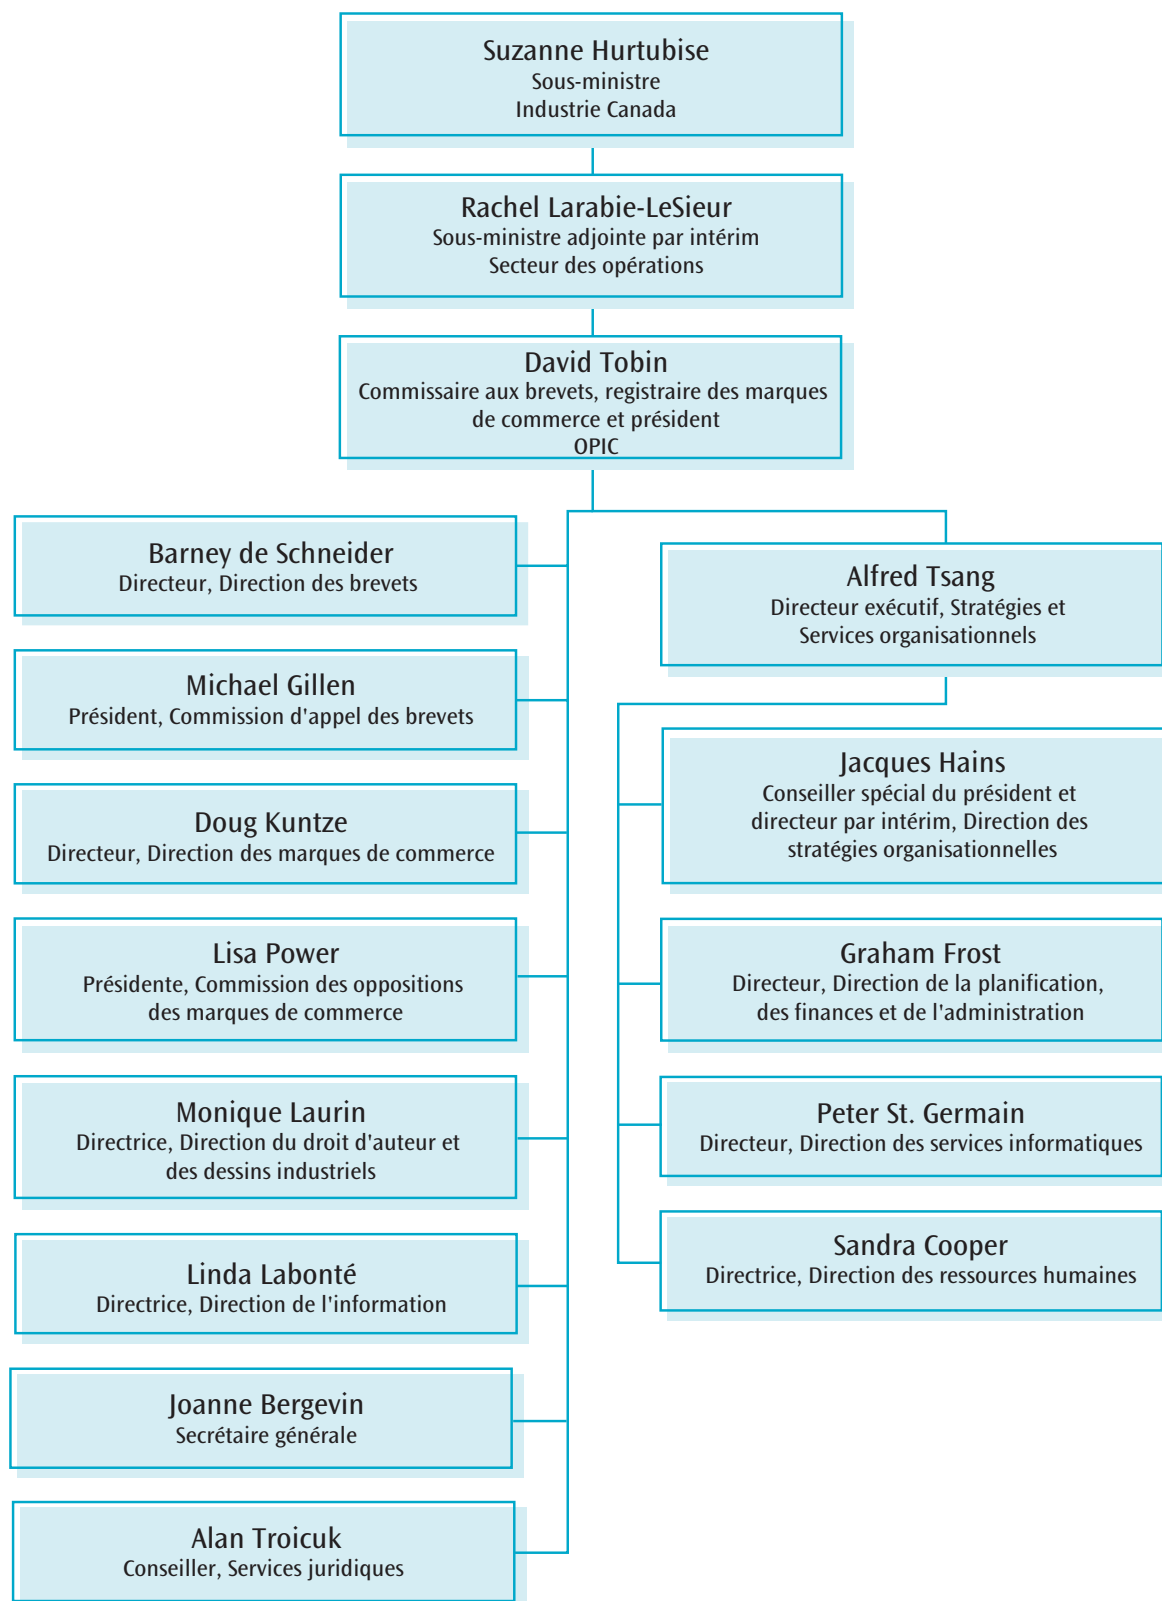 Suzanne Hurtubise
Sous-ministre
Industrie Canada
Rachel Larabie-LeSieur
Sous-ministre adjointe par intérim
Secteur des opérations
David Tobin
Commissaire aux brevets, registraire des marques
de commerce et président
OPIC
Barney de Schneider
Directeur, Direction des brevets
Michael Gillen
Président, Commission d'appel des brevets
Doug Kuntze
Directeur, Direction des marques de commerce
Lisa Power
Présidente, Commission des oppositions
des marques de commerce
Monique Laurin
Directrice, Direction du droit d'auteur et
des dessins industriels
Linda Labonté
Directrice, Direction de l'information
Joanne Bergevin
Secrétaire générale
Alan Troicuk
Conseiller, Services juridiques
Alfred Tsang
Directeur exécutif, Stratégies et
Services organisationnels
Jacques Hains
Conseiller spécial du président et
directeur par intérim, Direction des
stratégies organisationnelles
Graham Frost
Directeur, Direction de la planification,
des finances et de l'administration
Peter St. Germain
Directeur, Direction des services informatiques
Sandra Cooper
Directrice, Direction des ressources humaines